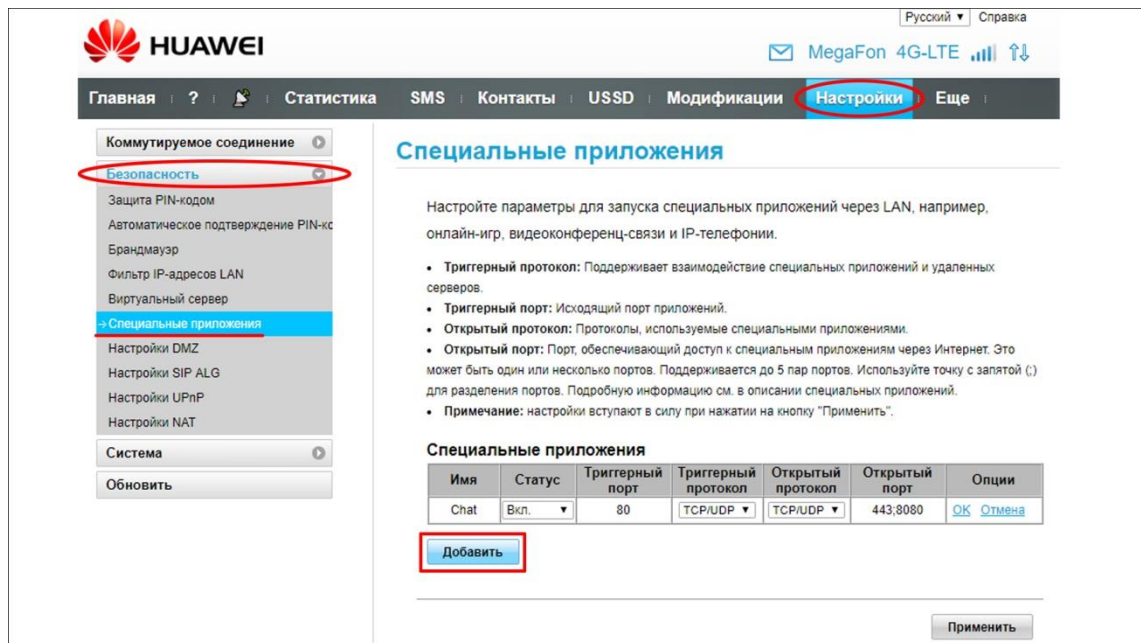 Русский ▼ Справка
HUAWEI
MegaFon 4G-LTE
Главная ? Статистика SMS Контакты USSD Модификации Настройки Еще
Коммутируемое соединение
Безопасность
Защита PIN-кодом
Автоматическое подтверждение PIN-кс
Брандмауэр
Фильтр IP-адресов LAN
Виртуальный сервер
→Специальные приложения
Настройки DMZ
Настройки SIP ALG
Настройки UPnP
Настройки NAT
Система
Обновить
Специальные приложения
Настройте параметры для запуска специальных приложений через LAN, например,
онлайн-игр, видеоконференц-связи и IP-телефонии.
• Триггерный протокол: Поддерживает взаимодействие специальных приложений и удаленных
серверов.
• Триггерный порт: Исходящий порт приложений.
• Открытый протокол: Протоколы, используемые специальными приложениями.
• Открытый порт: Порт, обеспечивающий доступ к специальным приложениям через Интернет. Это
может быть один или несколько портов. Поддерживается до 5 пар портов. Используйте точку с запятой (;)
для разделения портов. Подробную информацию см. в описании специальных приложений.
• Примечание: настройки вступают в силу при нажатии на кнопку "Применить".
Специальные приложения
Имя Статус Триггерный порт Триггерный протокол Открытый протокол Открытый порт Опции
Chat Вкл. ▼ 80 TCP/UDP ▼ TCP/UDP ▼ 443;8080 OK Отмена
Добавить
Применить